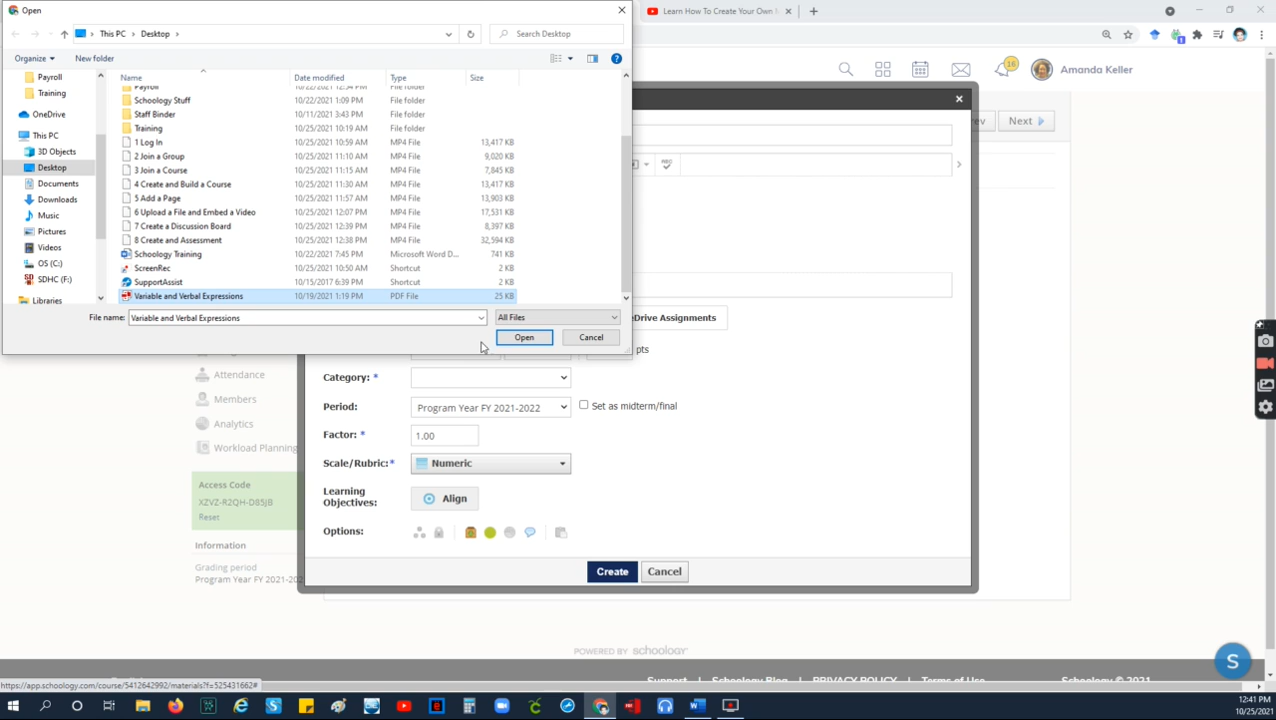 Open
Learn How To Create Your Own
This PC > Desktop >
Search Desktop
Organize
New folder
16
Amanda Keller
Payroll
Training
OneDrive
This PC
3D Objects
Desktop
Documents
Downloads
Music
Pictures
Videos
OS (C:)
SDHC (F:)
Libraries
Name Date modified Type Size
Payroll 10/22/2021 12:34 PM File folder
Schoology Stuff 10/22/2021 1:09 PM File folder
Staff Binder 10/11/2021 3:43 PM File folder
Training 10/25/2021 10:19 AM File folder
1 Log In 10/25/2021 10:59 AM MP4 File 13,417 KB
2 Join a Group 10/25/2021 11:10 AM MP4 File 9,020 KB
3 Join a Course 10/25/2021 11:15 AM MP4 File 7,845 KB
4 Create and Build a Course 10/25/2021 11:30 AM MP4 File 13,417 KB
5 Add a Page 10/25/2021 11:57 AM MP4 File 13,903 KB
6 Upload a File and Embed a Video 10/25/2021 12:07 PM MP4 File 17,531 KB
7 Create a Discussion Board 10/25/2021 12:39 PM MP4 File 8,397 KB
8 Create and Assessment 10/25/2021 12:38 PM MP4 File 32,594 KB
Schoology Training 10/22/2021 7:45 PM Microsoft Word D... 741 KB
ScreenRec 10/25/2021 10:50 AM Shortcut 2 KB
SupportAssist 10/15/2017 6:39 PM Shortcut 2 KB
Variable and Verbal Expressions 10/19/2021 1:19 PM PDF File 25 KB
File name: Variable and Verbal Expressions
All Files
Open
Cancel
Next
eDrive Assignments
pts
Category: *
Period: Program Year FY 2021-2022
Set as midterm/final
Factor: * 1.00
Scale/Rubric:* Numeric
Learning
Objectives:
Align
Options:
Create
Cancel
Attendance
Members
Analytics
Workload Planning
Access Code
XZVZ-R2QH-D85JB
Reset
Information
Grading period
Program Year FY 2021-202
POWERED BY schoology
Support
Schoology Blog
PRIVACY POLICY
Terms of Use
Schoology © 2021
S
https://app.schoology.com/course/5412642992/materials?f=525431662#
12:41 PM
10/25/2021